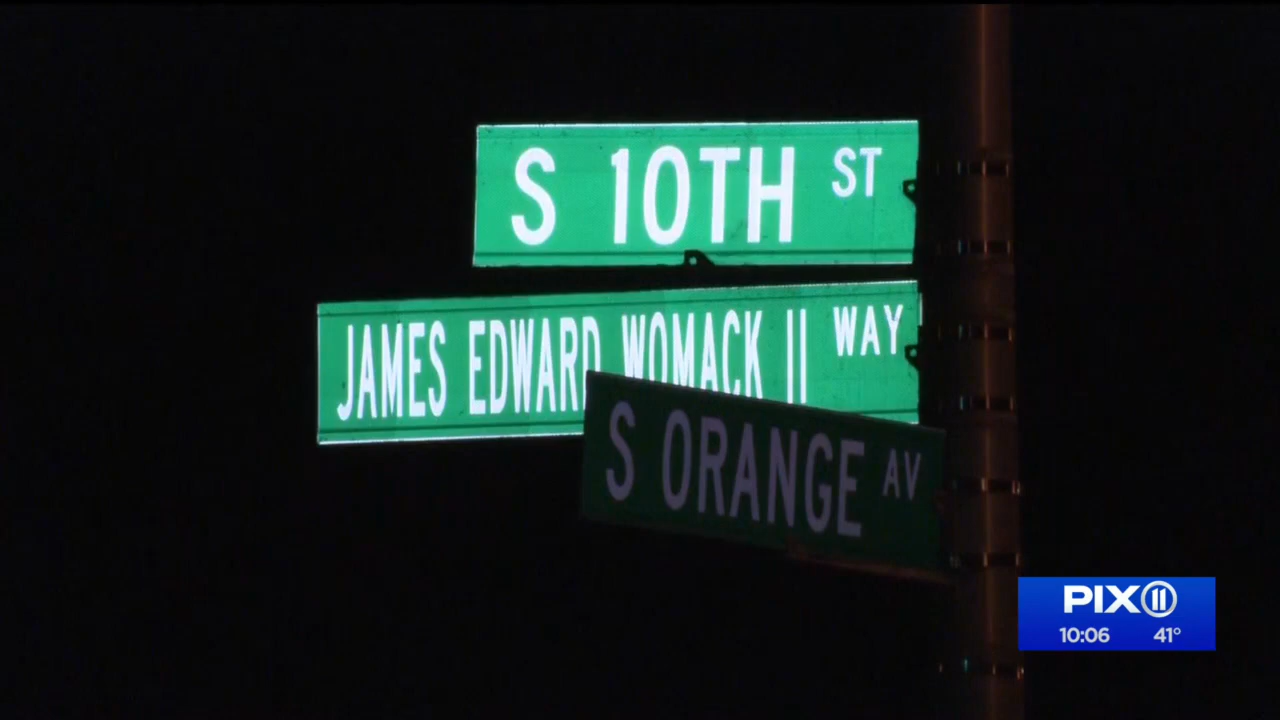 S 10TH ST
JAMES EDWARD WOMACK II WAY
S ORANGE AV
PIX11
10:06 41°